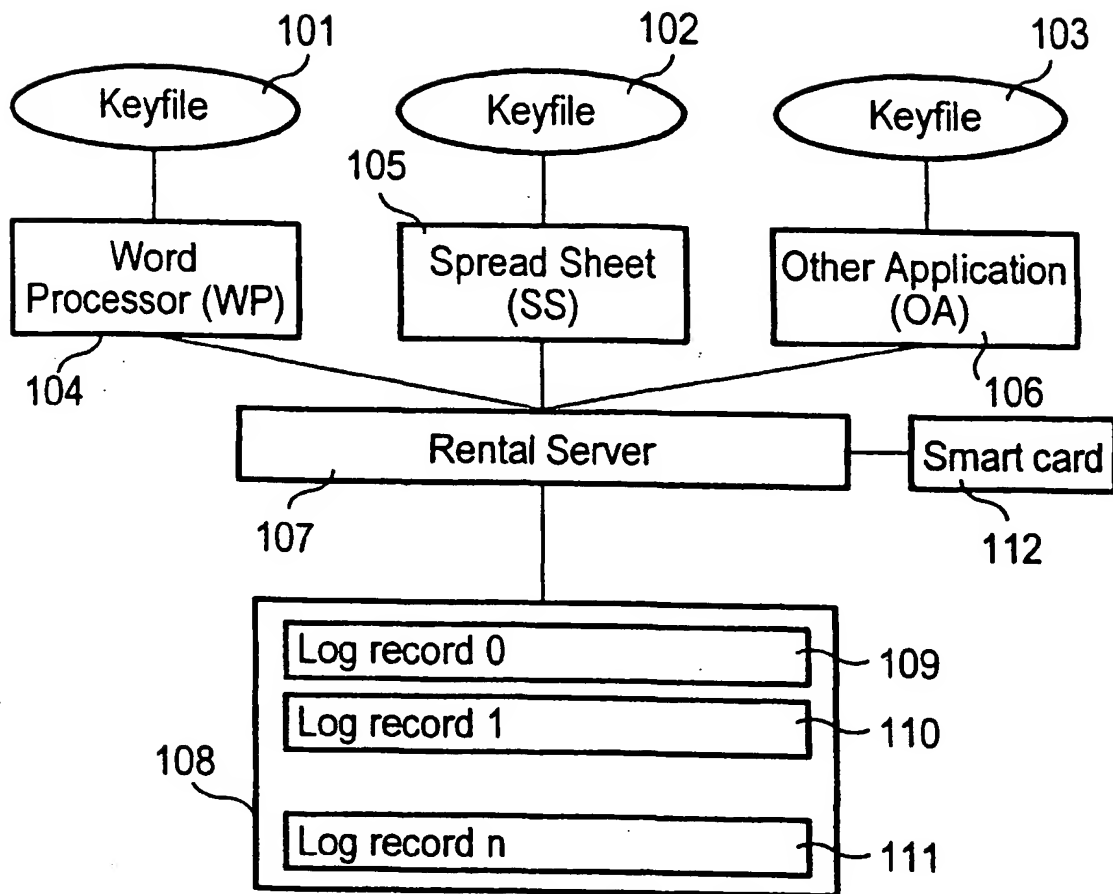 101
102
103
Keyfile
Keyfile
Keyfile
105
Word
Processor (WP)
Spread Sheet
(SS)
Other Application
(OA)
104
106
Rental Server
Smart card
107
112
Log record 0
109
Log record 1
110
108
Log record n
111